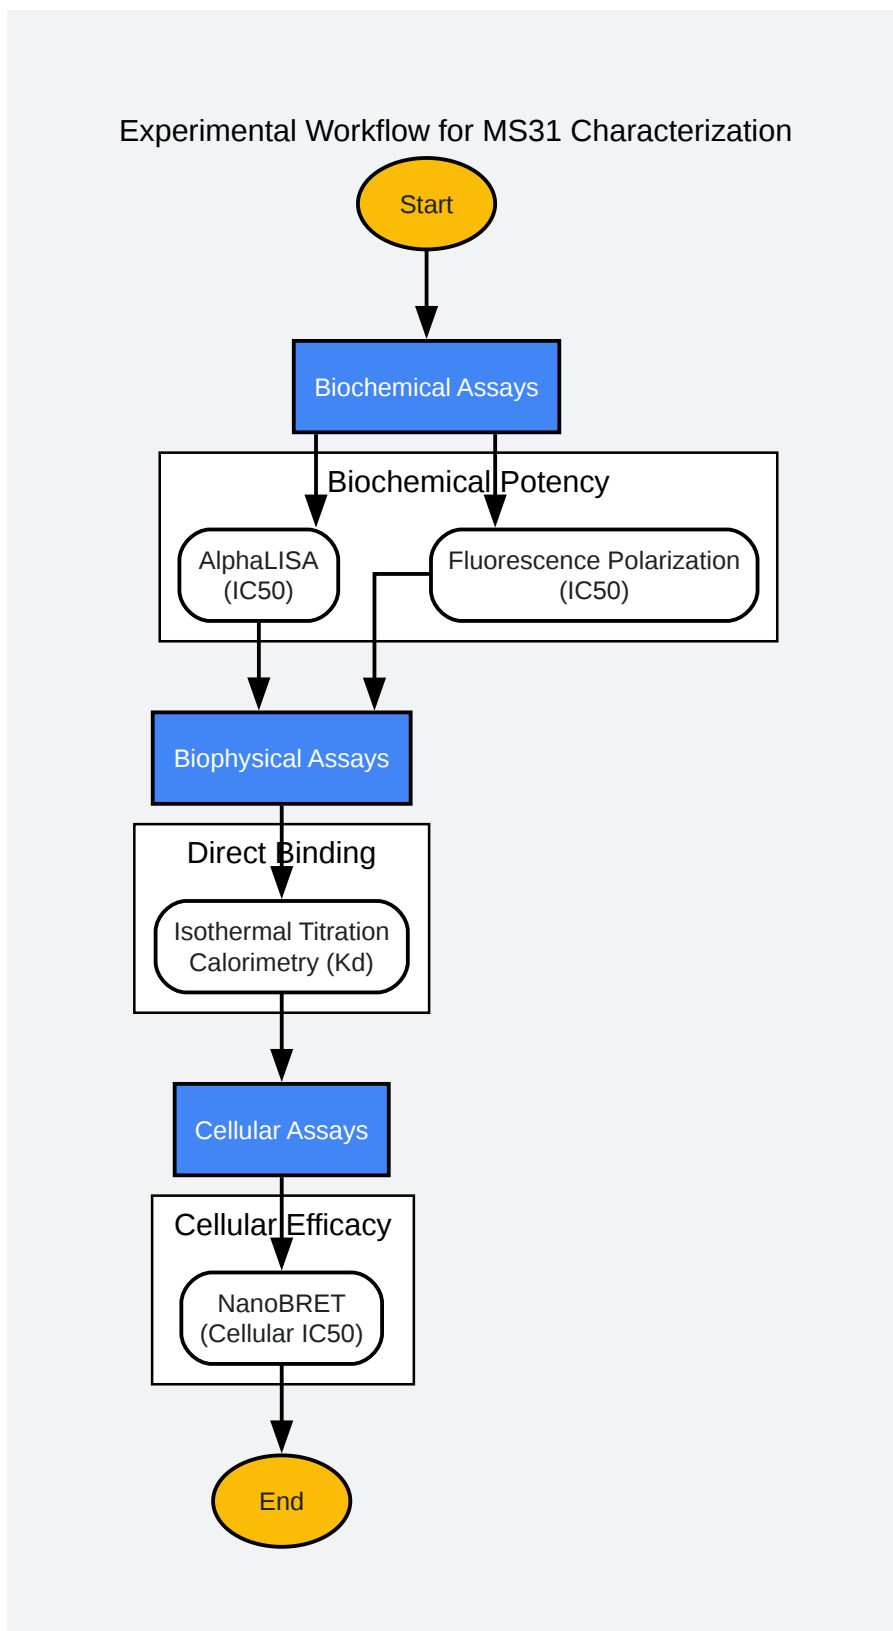 Experimental Workflow for MS31 Characterization
Start
Biochemical Assays
Biochemical Potency
AlphaLISA
(IC50)
Fluorescence Polarization
(IC50)
Biophysical Assays
Direct Binding
Isothermal Titration
Calorimetry (Kd)
Cellular Assays
Cellular Efficacy
NanoBRET
(Cellular IC50)
End